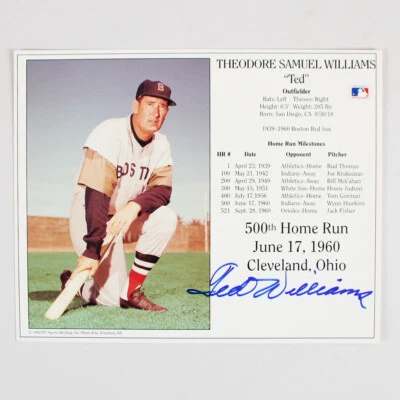 THEODORE SAMUEL WILLIAMS
"Ted"
Outfielder
Bats: Left Throws: Right
Height: 6'3" Weight: 205 lbs.
Born: San Diego, CA 8/30/18
1939-1960 Boston Red Sox
Home Run Milestones
HR # Date Opponent Pitcher
1 April 23, 1939 Athletics-Home Bud Thomas
100 May 21, 1942 Indians-Away Joe
200 April 29, 1949 Athletics-Home Bill McCahan
300 May 15, 1951 White Sox-Home Howie Judson
400 July 17, 1956 Athletics-Home Tom Gorman
500 June 17, 1960 Indians-Away Wynn Hawkins
521 Sept. 28, 1960 Orioles-Home Jack Fisher
BOSTON
B
500th Home Run
June 17, 1960
Cleveland, Ohio
Ted Williams